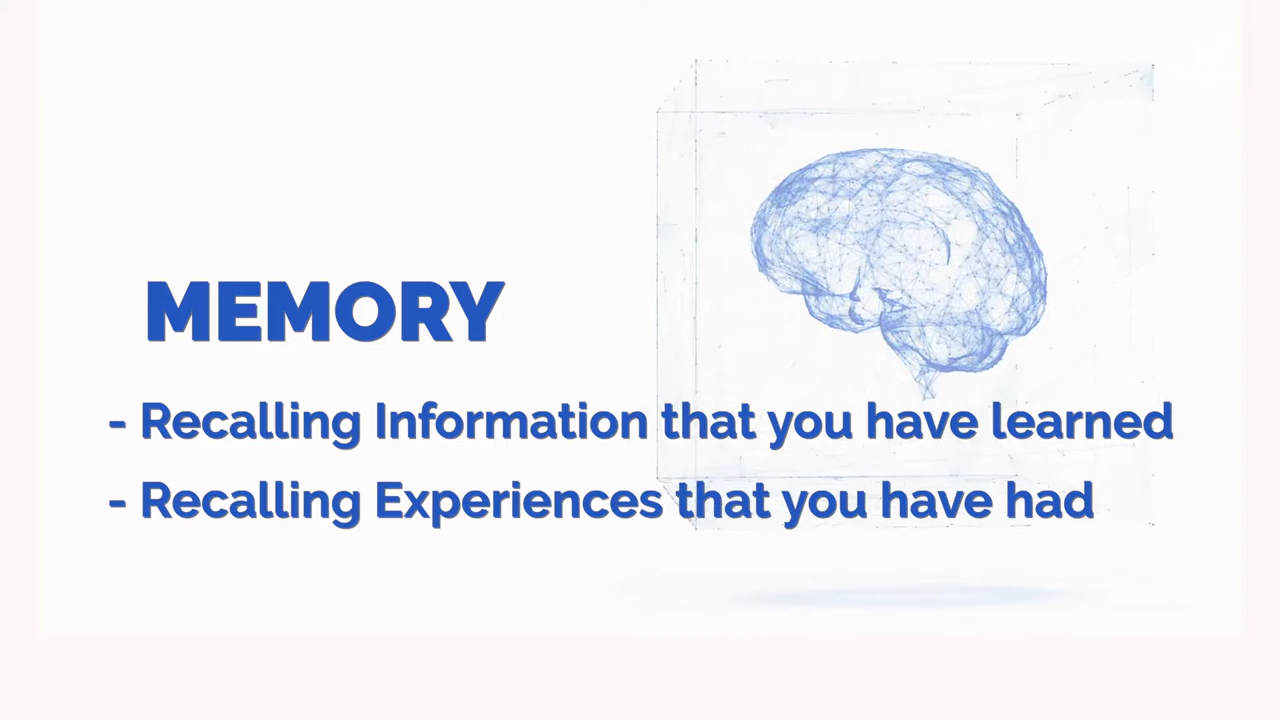 MEMORY
- Recalling Information that you have learned
- Recalling Experiences that you have had